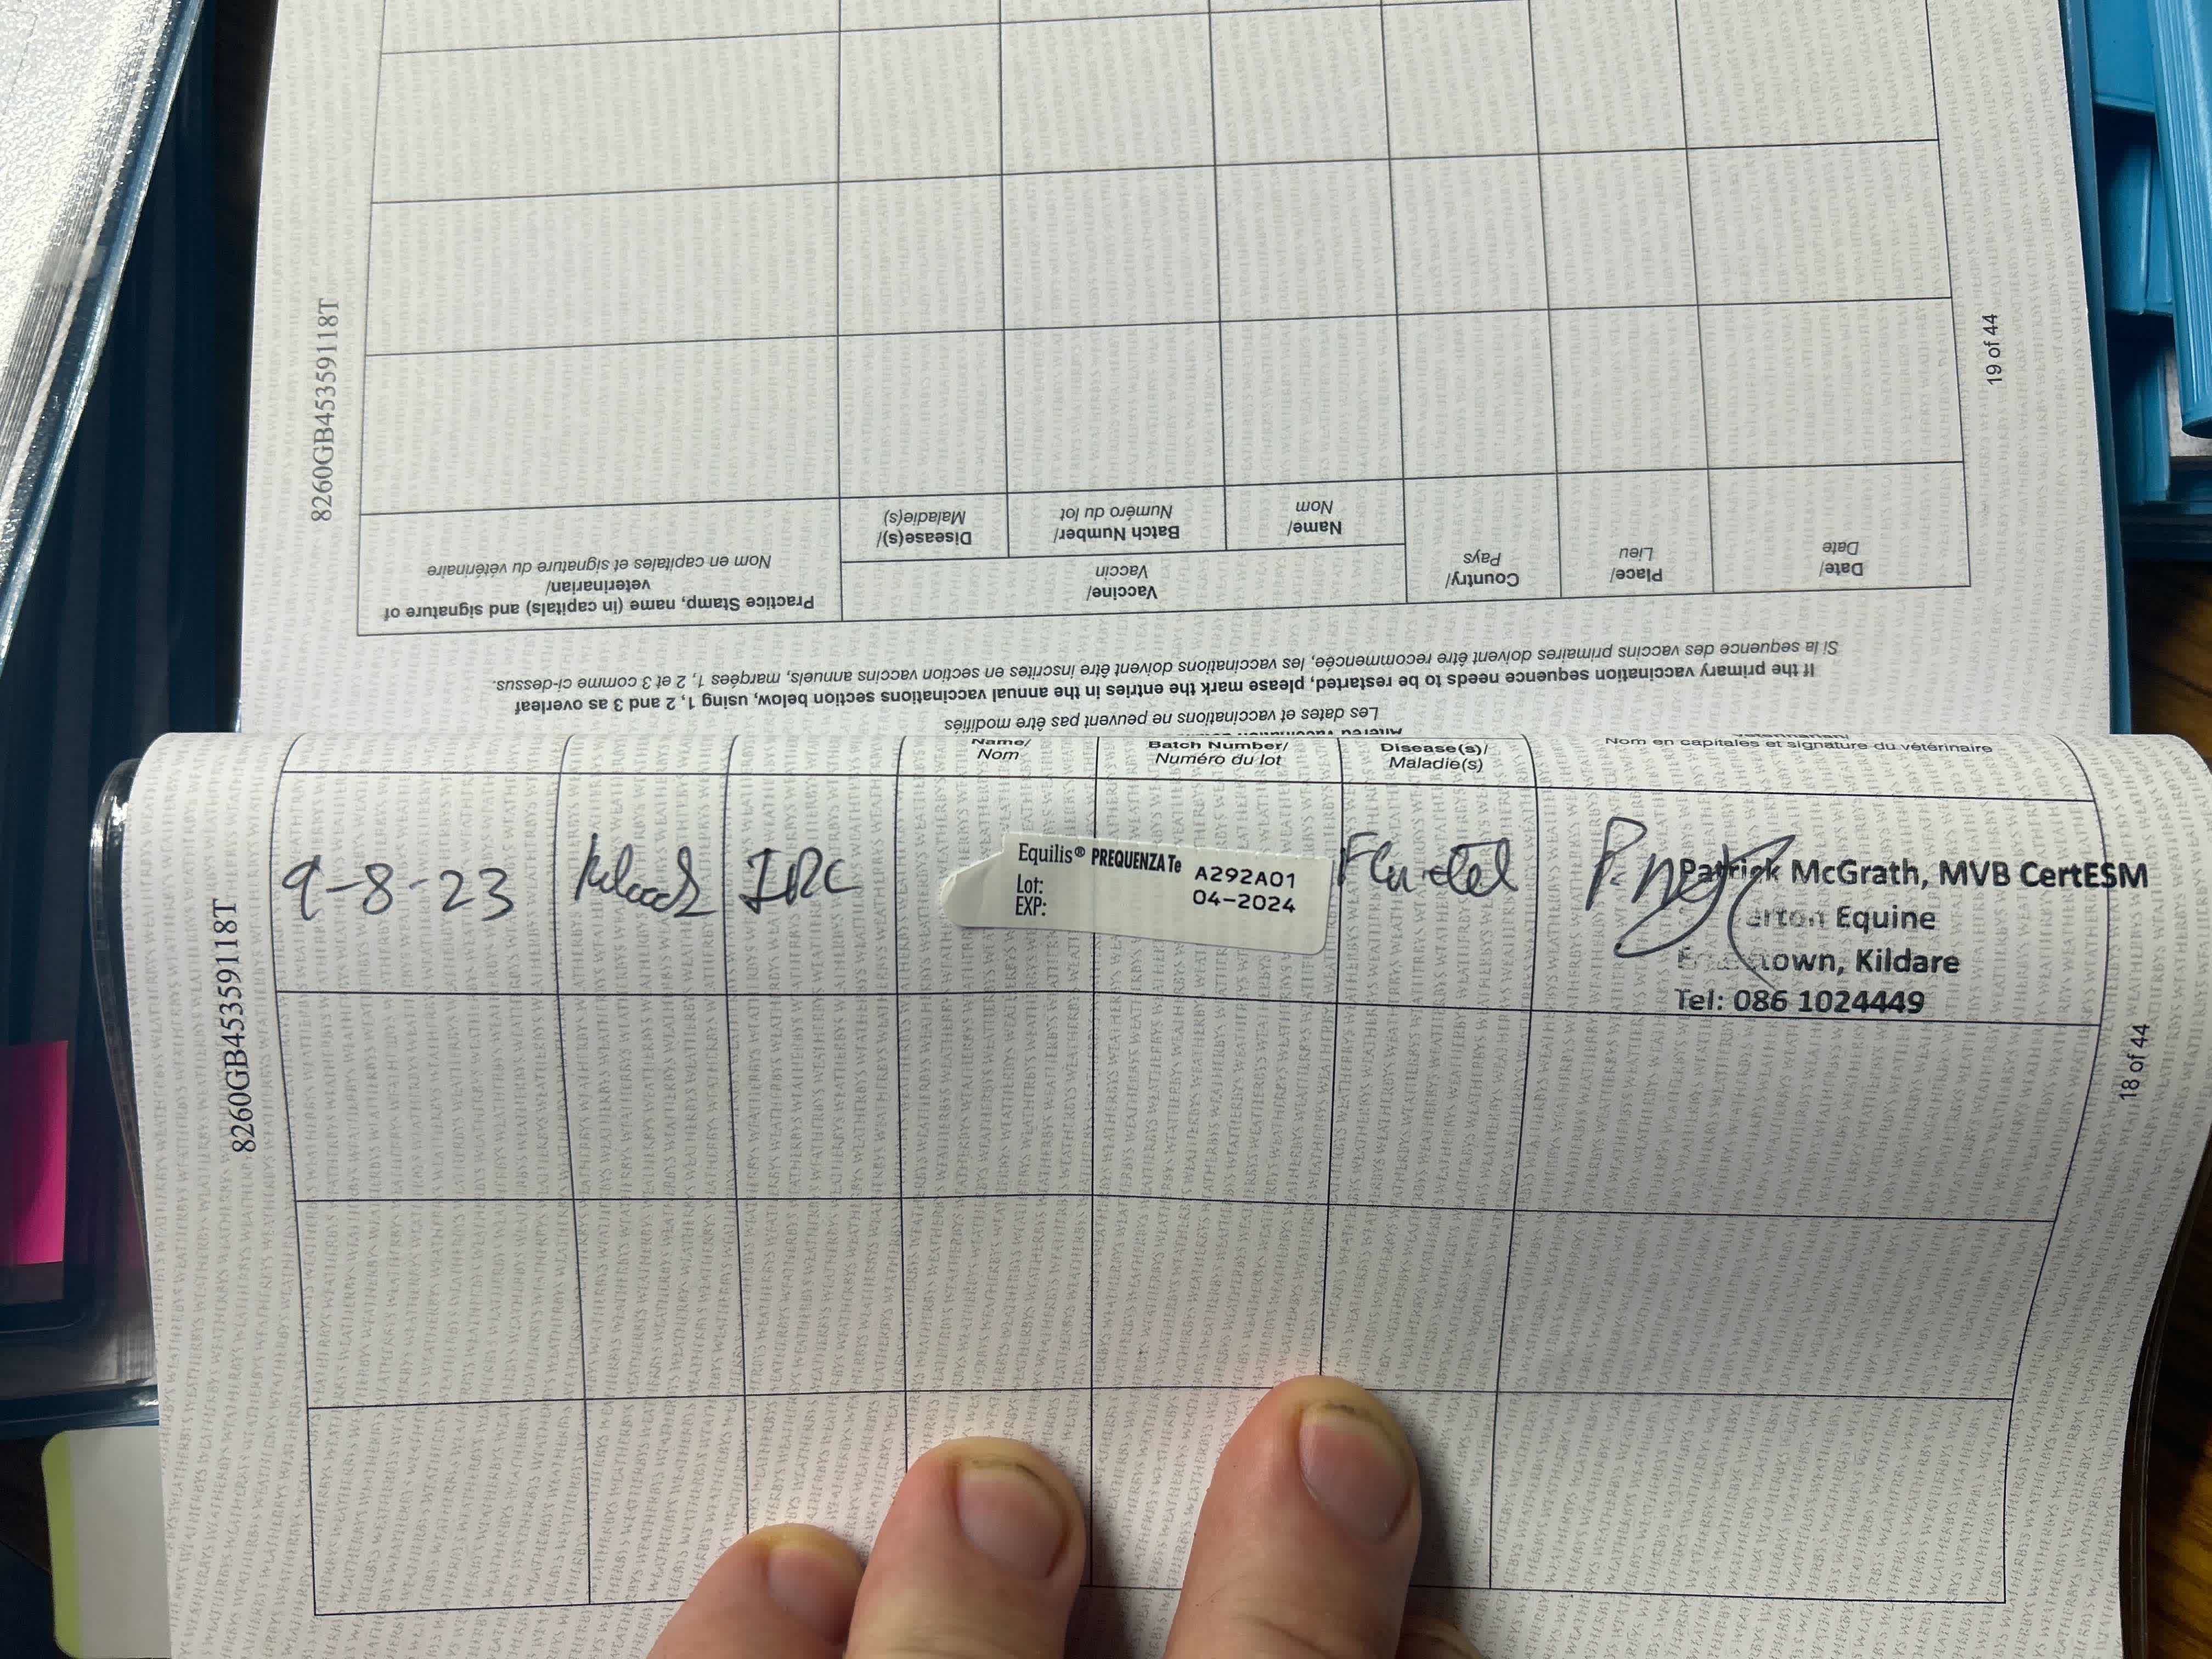 8260GB45359118T
19 of 44
Les dates et vaccinations ne peuvent pas être modifiés
If the primary vaccination sequence needs to be restarted, please mark the entries in the annual vaccinations section below, using 1, 2 and 3 as overleaf
Si la sequence des vaccins primaires doivent être recommencée, les vaccinations doivent être inscrites en section vaccins annuels, marqées 1, 2 et 3 comme ci-dessus.
Date/
Date
Place/
Lieu
Country/
Pays
Vaccine/
Vaccin
Name/
Nom
Batch Number/
Numéro du lot
Disease(s)/
Maladie(s)
Practice Stamp, name (in capitals) and signature of
veterinarian/
Nom en capitales et signature du vétérinaire
Name/
Nom
Batch Number/
Numéro du lot
Disease(s)/
Maladie(s)
Nom en capitales et signature du vétérinaire
9-8-23
Equilis® PREQUENZA Te
Lot: A292A01
EXP: 04-2024
Patrick McGrath, MVB CertESM
Equine
Kildare
Tel: 086 1024449
8260GB45359118T
18 of 44